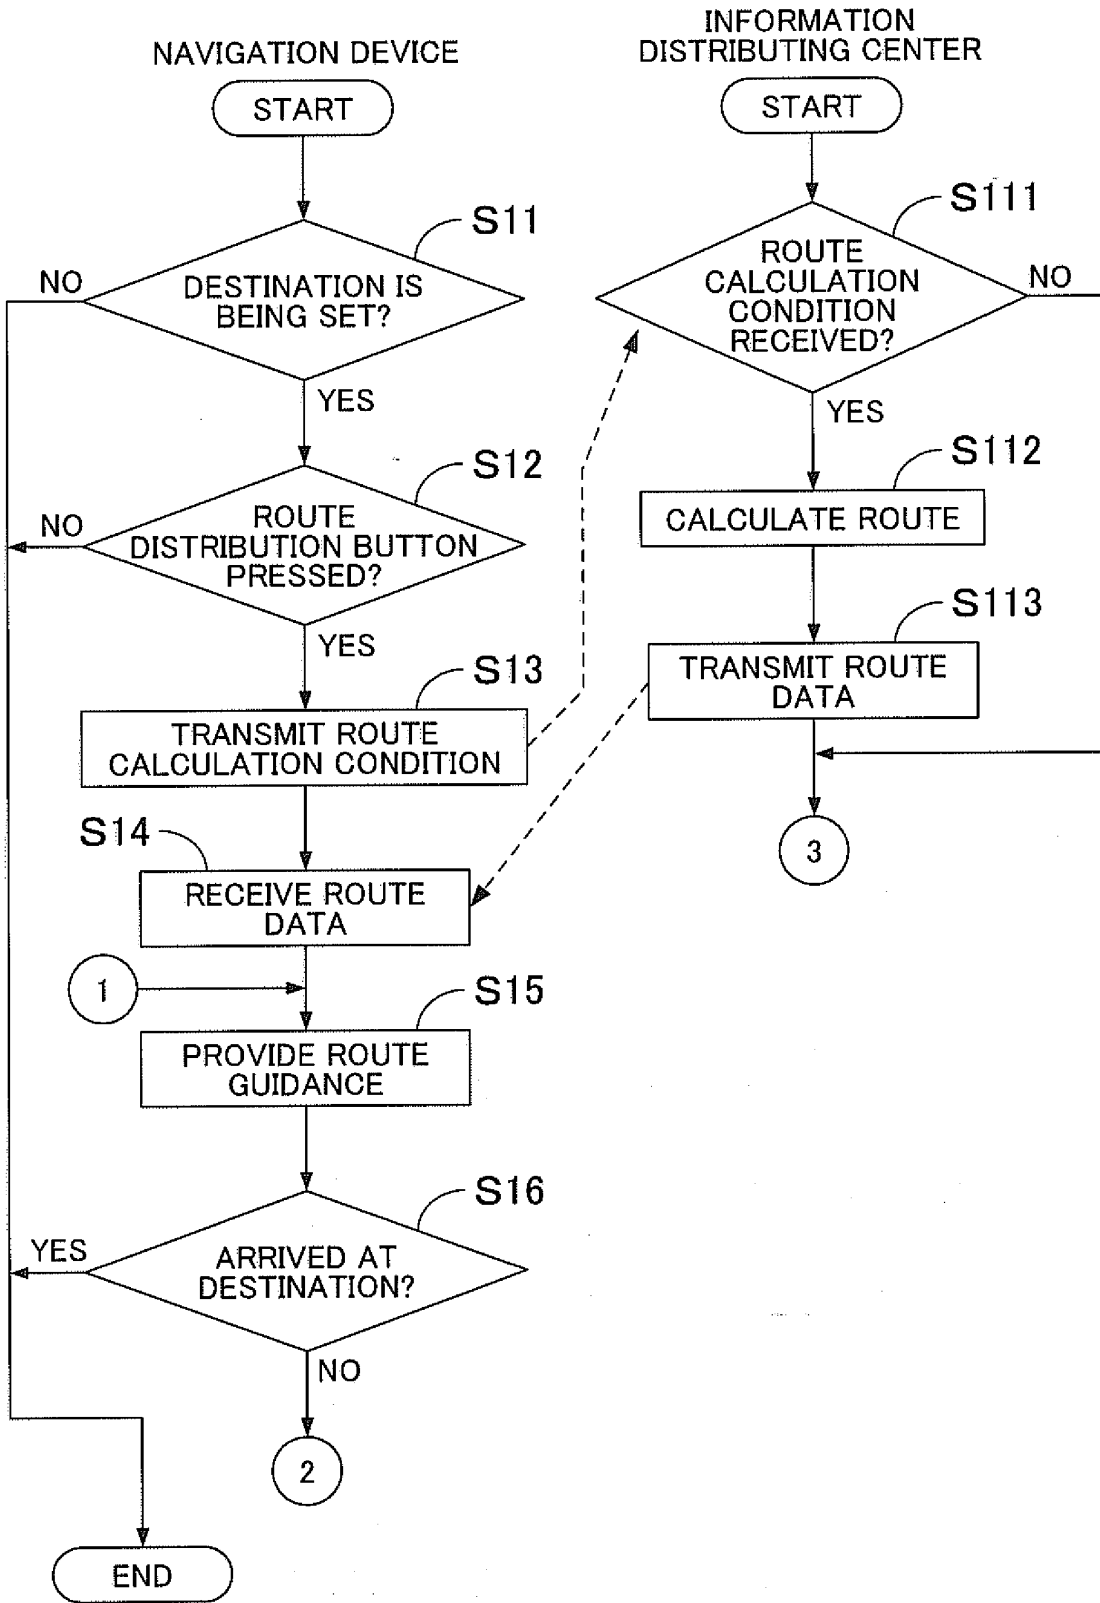 NAVIGATION DEVICE
START
S11
DESTINATION IS
BEING SET?
NO
YES
S12
ROUTE
DISTRIBUTION BUTTON
PRESSED?
NO
YES
S13
TRANSMIT ROUTE
CALCULATION CONDITION
S14
RECEIVE ROUTE
DATA
1
S15
PROVIDE ROUTE
GUIDANCE
S16
ARRIVED AT
DESTINATION?
YES
NO
2
END
INFORMATION
DISTRIBUTING CENTER
START
S111
ROUTE
CALCULATION
CONDITION
RECEIVED?
NO
YES
S112
CALCULATE ROUTE
S113
TRANSMIT ROUTE
DATA
3